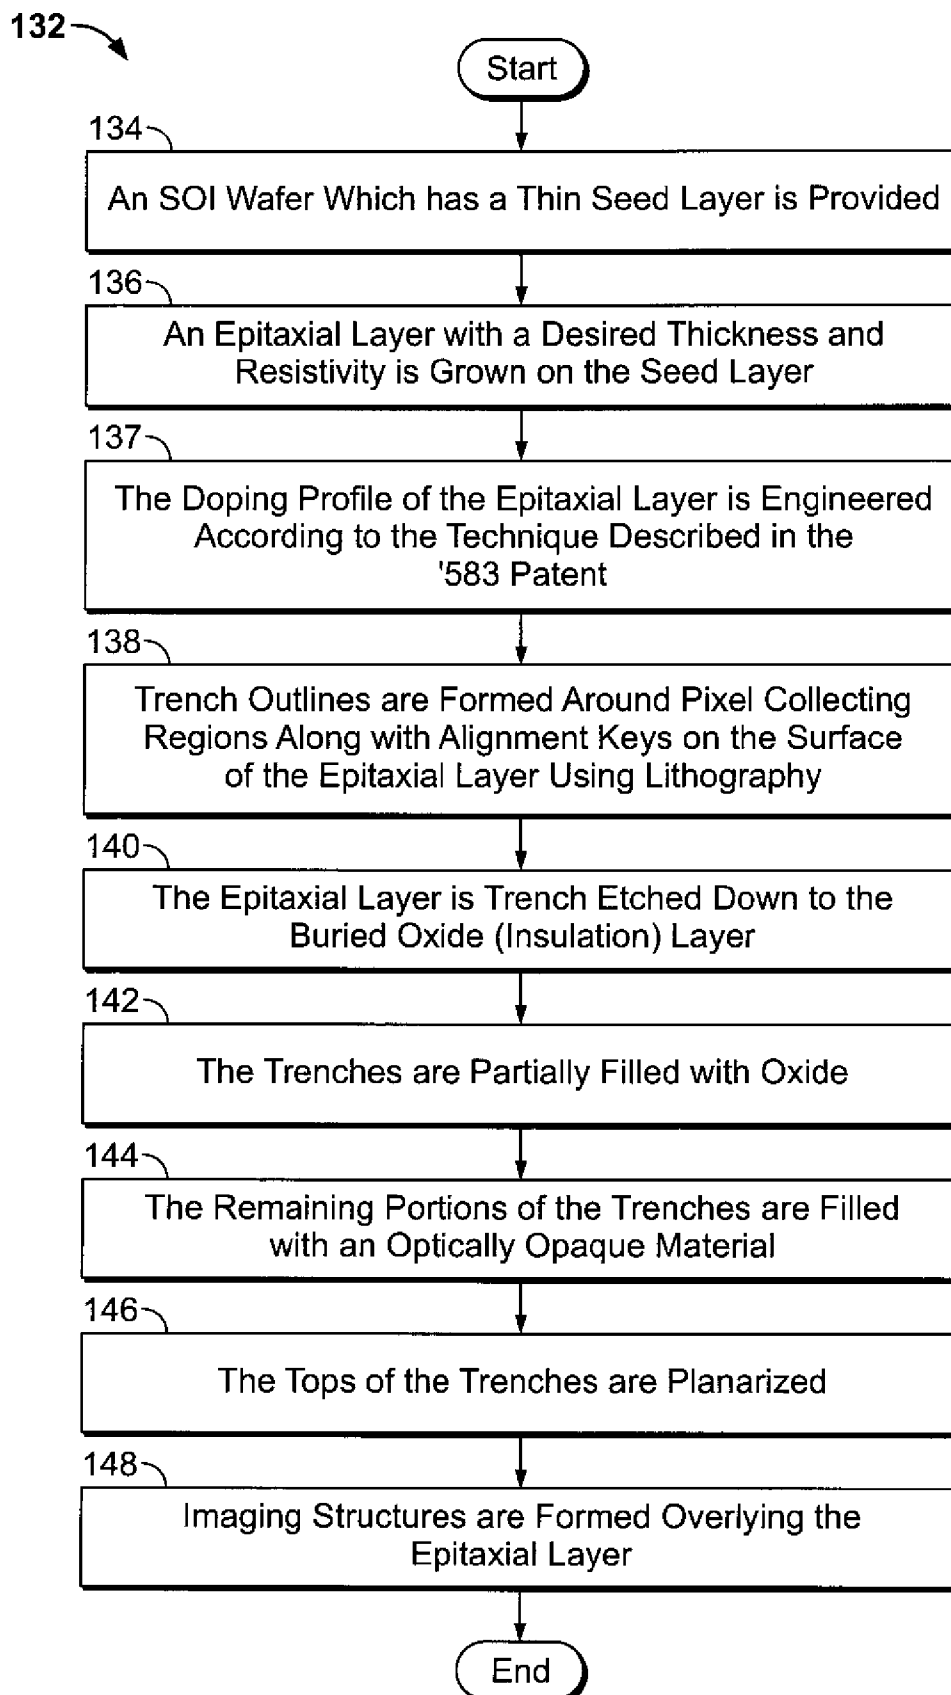 132
Start
134
An SOI Wafer Which has a Thin Seed Layer is Provided
136
An Epitaxial Layer with a Desired Thickness and
Resistivity is Grown on the Seed Layer
137
The Doping Profile of the Epitaxial Layer is Engineered
According to the Technique Described in the
'583 Patent
138
Trench Outlines are Formed Around Pixel Collecting
Regions Along with Alignment Keys on the Surface
of the Epitaxial Layer Using Lithography
140
The Epitaxial Layer is Trench Etched Down to the
Buried Oxide (Insulation) Layer
142
The Trenches are Partially Filled with Oxide
144
The Remaining Portions of the Trenches are Filled
with an Optically Opaque Material
146
The Tops of the Trenches are Planarized
148
Imaging Structures are Formed Overlying the
Epitaxial Layer
End